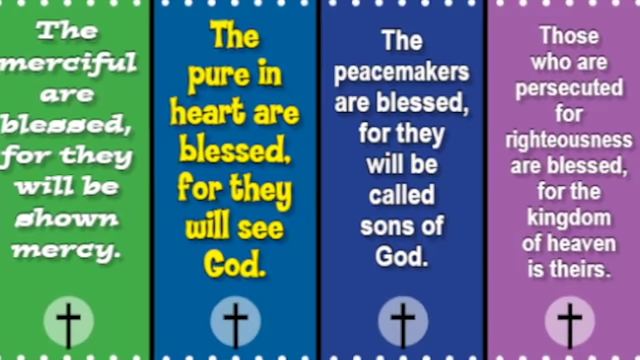 The
merciful
are
blessed,
for they
will be
shown
mercy.
The
pure in
heart are
blessed,
for they
will see
God.
The
peacemakers
are blessed,
for they
will be
called
sons of
God.
Those
who are
persecuted
for
righteousness
are blessed,
for the
kingdom
of heaven
is theirs.